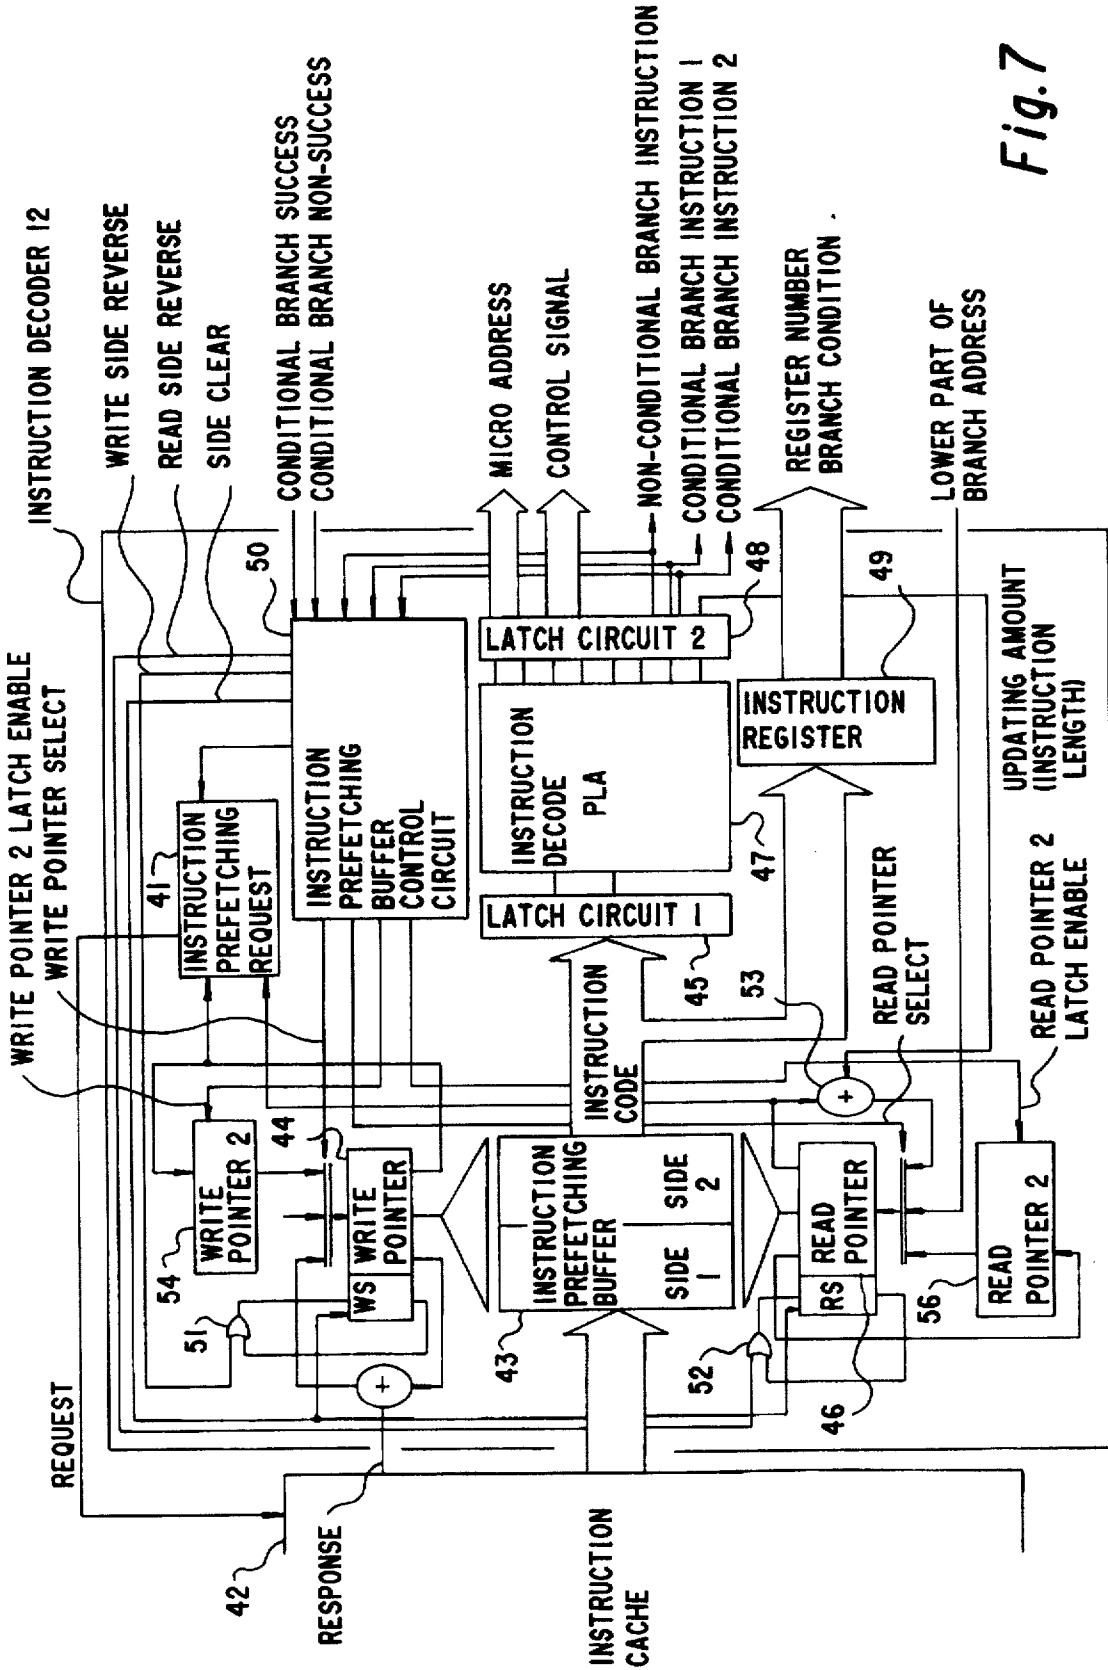 INSTRUCTION DECODER 12
WRITE SIDE REVERSE
READ SIDE REVERSE
SIDE CLEAR
WRITE POINTER 2 LATCH ENABLE
WRITE POINTER SELECT
CONDITIONAL BRANCH SUCCESS
CONDITIONAL BRANCH NON-SUCCESS
REQUEST
42
RESPONSE
INSTRUCTION
CACHE
41
INSTRUCTION
PREFETCHING
REQUEST
50
INSTRUCTION
PREFETCHING
BUFFER
CONTROL
CIRCUIT
54
WRITE
POINTER 2
51
44
WS
WRITE
POINTER
+
43
INSTRUCTION
PREFETCHING
BUFFER
SIDE
1
SIDE
2
INSTRUCTION
CODE
LATCH CIRCUIT 1
45
INSTRUCTION
DECODE
PLA
47
LATCH CIRCUIT 2
48
MICRO ADDRESS
CONTROL SIGNAL
NON-CONDITIONAL BRANCH INSTRUCTION
CONDITIONAL BRANCH INSTRUCTION 1
CONDITIONAL BRANCH INSTRUCTION 2
INSTRUCTION
REGISTER
49
REGISTER NUMBER
BRANCH CONDITION
52
RS
READ
POINTER
46
53
+
READ POINTER
SELECT
56
READ
POINTER 2
READ POINTER 2
LATCH ENABLE
UPDATING AMOUNT
(INSTRUCTION
LENGTH)
LOWER PART OF
BRANCH ADDRESS
Fig.7